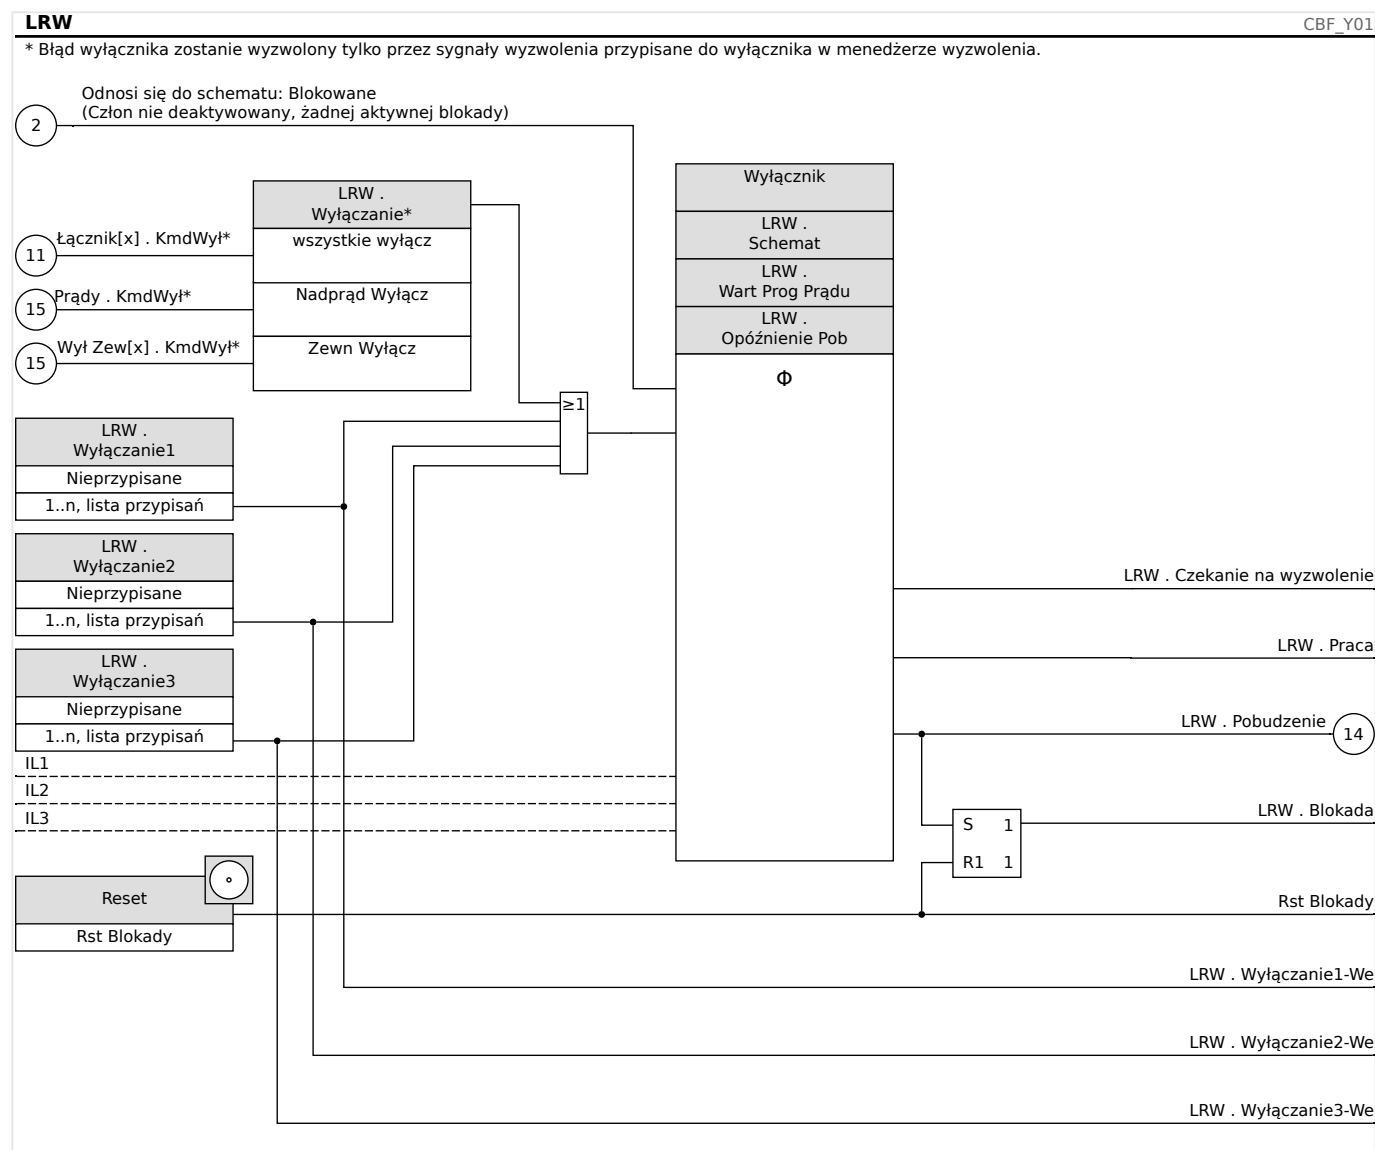 LRW
CBF_Y01
* Błąd wyłącznika zostanie wyzwolony tylko przez sygnały wyzwolenia przypisane do wyłącznika w menedżerze wyzwolenia.
Odnosi się do schematu: Blokowane
(Człon nie deaktywowany, żadnej aktywnej blokady)
2
LRW .
Wyłączanie*
wszystkie wyłącz
Nadprąd Wyłącz
Zewn Wyłącz
Łącznik[x] . KmdWył*
11
Prądy . KmdWył*
15
Wył Zew[x] . KmdWył*
15
Wyłącznik
LRW .
Schemat
LRW .
Wart Prog Prądu
LRW .
Opóźnienie Pob
Φ
≥1
LRW .
Wyłączanie1
Nieprzypisane
1..n, lista przypisań
LRW .
Wyłączanie2
Nieprzypisane
1..n, lista przypisań
LRW .
Wyłączanie3
Nieprzypisane
1..n, lista przypisań
IL1
IL2
IL3
LRW . Czekanie na wyzwolenie
LRW . Praca
LRW . Pobudzenie
14
S 1
R1 1
LRW . Blokada
Reset
Rst Blokady
Rst Blokady
LRW . Wyłączanie1-We
LRW . Wyłączanie2-We
LRW . Wyłączanie3-We